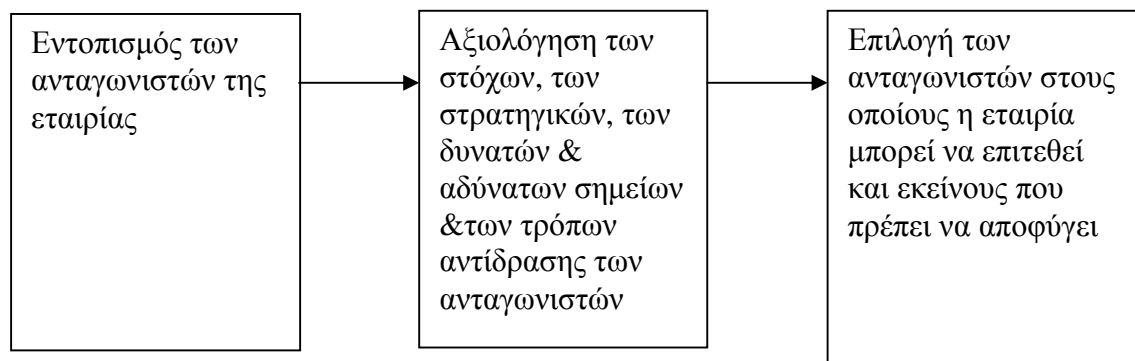 Εντοπισμός των
ανταγωνιστών της
εταιρίας
Αξιολόγηση των
στόχων, των
στρατηγικών, των
δυνατών &
αδύνατων σημείων
&των τρόπων
αντίδρασης των
ανταγωνιστών
Επιλογή των
ανταγωνιστών στους
οποίους η εταιρία
μπορεί να επιτεθεί
και εκείνους που
πρέπει να αποφύγει